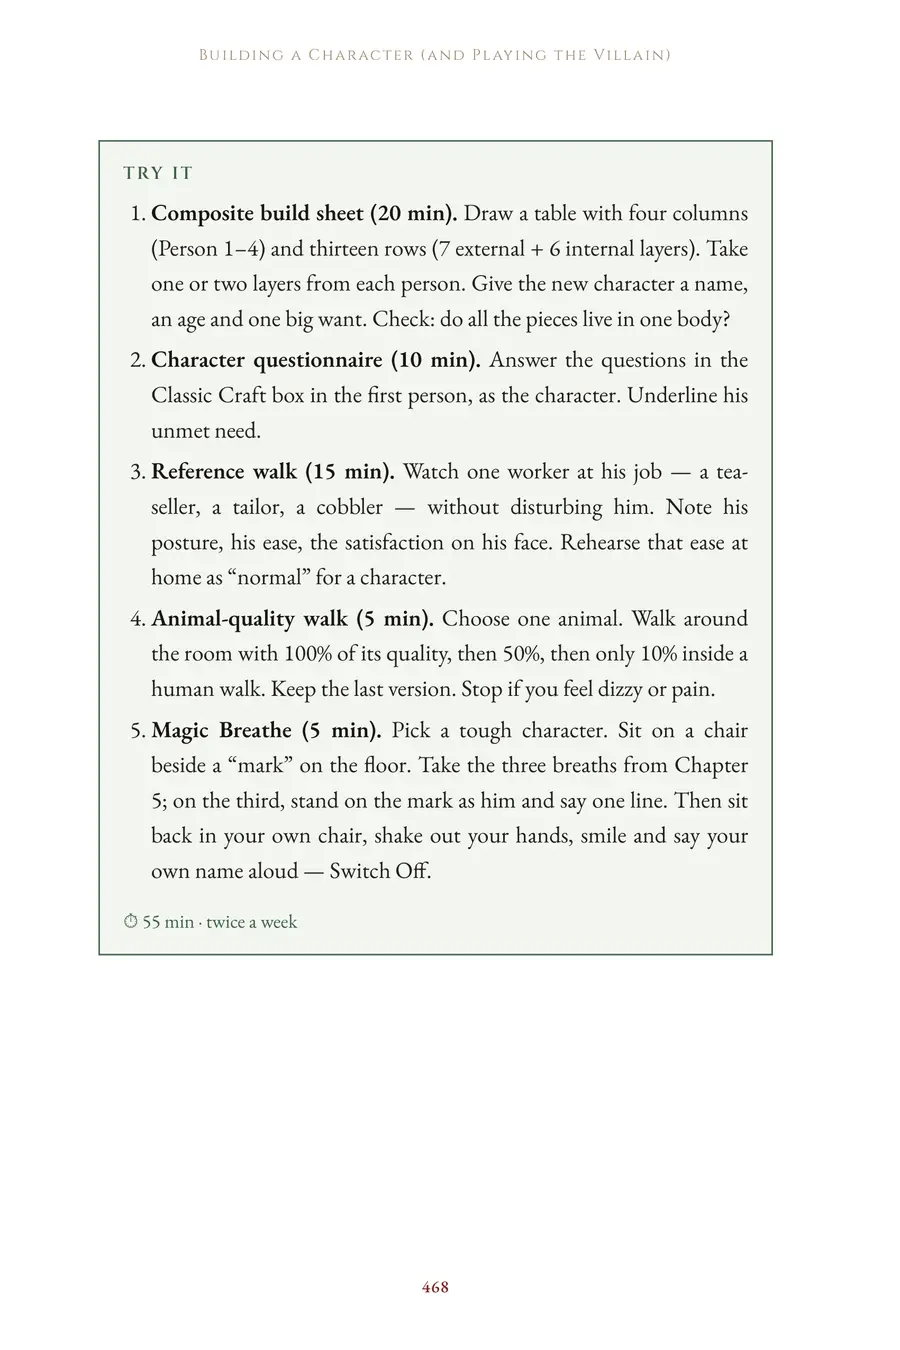 Building a Character (and Playing the Villain)
TRY IT
1. Composite build sheet (20 min). Draw a table with four columns
(Person 1–4) and thirteen rows (7 external + 6 internal layers). Take
one or two layers from each person. Give the new character a name,
an age and one big want. Check: do all the pieces live in one body?
2. Character questionnaire (10 min). Answer the questions in the
Classic Craft box in the first person, as the character. Underline his
unmet need.
3. Reference walk (15 min). Watch one worker at his job — a tea-
seller, a tailor, a cobbler — without disturbing him. Note his
posture, his ease, the satisfaction on his face. Rehearse that ease at
home as “normal” for a character.
4. Animal-quality walk (5 min). Choose one animal. Walk around
the room with 100% of its quality, then 50%, then only 10% inside a
human walk. Keep the last version. Stop if you feel dizzy or pain.
5. Magic Breathe (5 min). Pick a tough character. Sit on a chair
beside a “mark” on the floor. Take the three breaths from Chapter
5; on the third, stand on the mark as him and say one line. Then sit
back in your own chair, shake out your hands, smile and say your
own name aloud — Switch Off.
⏱ 55 min · twice a week
468